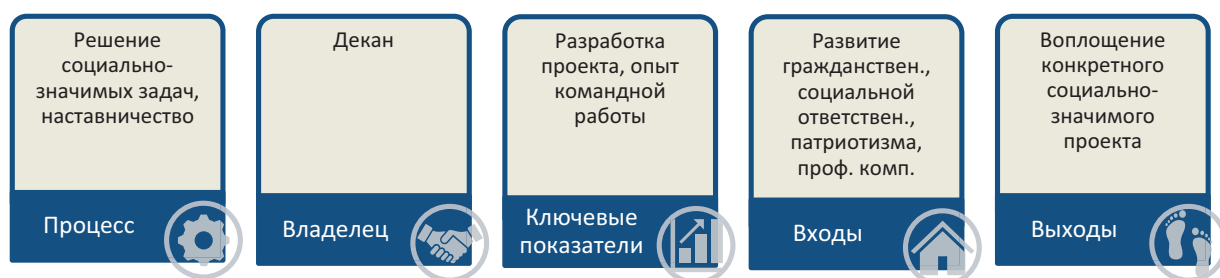 Решение
социально-
значимых задач,
наставничество
Процесс
Декан
Владелец
Разработка
проекта, опыт
командной
работы
Ключевые
показатели
Развитие
гражданствен.,
социальной
ответствен.,
патриотизма,
проф. комп.
Входы
Воплощение
конкретного
социально-
значимого
проекта
Выходы